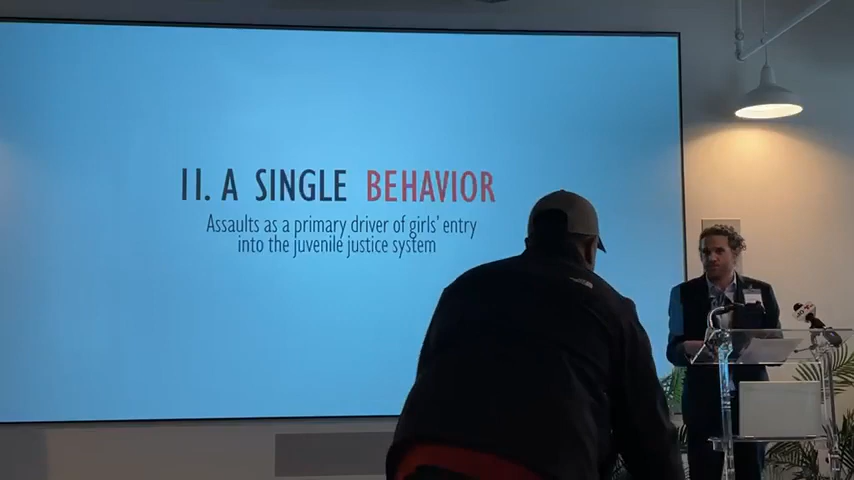 II. A SINGLE BEHAVIOR
Assaults as a primary driver of girls' entry
into the juvenile justice system